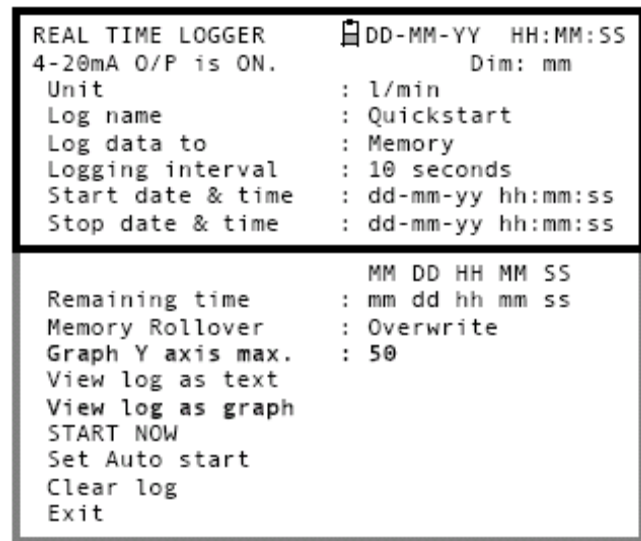 REAL TIME LOGGER DD-MM-YY HH:MM:SS
4-20mA O/P is ON. Dim: mm
Unit : l/min
Log name : Quickstart
Log data to : Memory
Logging interval : 10 seconds
Start date & time : dd-mm-yy hh:mm:ss
Stop date & time : dd-mm-yy hh:mm:ss
MM DD HH MM SS
Remaining time : mm dd hh mm ss
Memory Rollover : Overwrite
Graph Y axis max. : 50
View log as text
View log as graph
START NOW
Set Auto start
Clear log
Exit